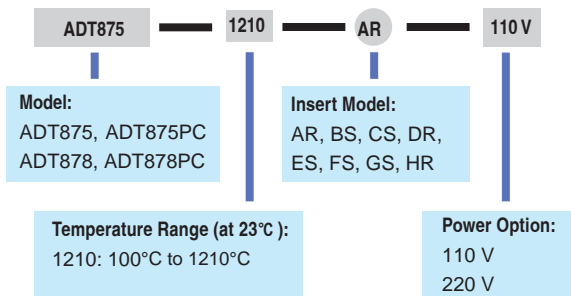 ADT875 1210 AR 110 V
Model:
ADT875, ADT875PC
ADT878, ADT878PC
Insert Model:
AR, BS, CS, DR,
ES, FS, GS, HR
Temperature Range (at 23°C ):
1210: 100°C to 1210°C
Power Option:
110 V
220 V